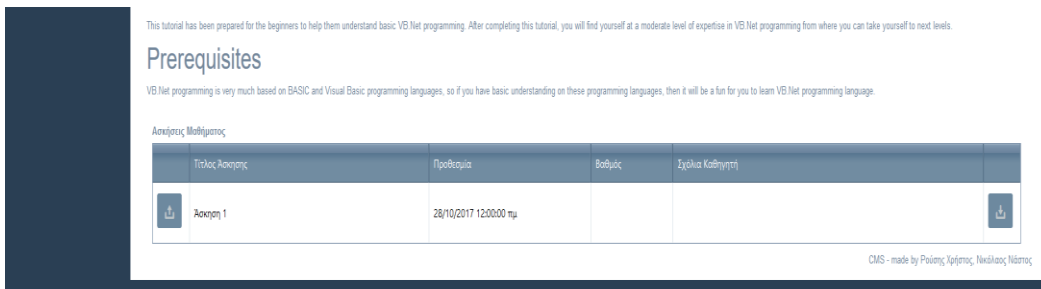 This tutorial has been prepared for the beginners to help them understand basic VB.Net programming. After completing this tutorial, you will find yourself at a moderate level of expertise in VB.Net programming from where you can take yourself to next levels.
Prerequisites
VB.Net programming is very much based on BASIC and Visual Basic programming languages, so if you have basic understanding on these programming languages, then it will be a fun for you to learn VB.Net programming language.
Ασκήσεις Μαθήματος
Τίτλος Άσκησης Προθεσμία Βαθμός Σχόλια Καθηγητή
Άσκηση 1 28/10/2017 12:00:00 πμ
CMS - made by Ρούσης Χρήστος, Νικόλαος Νάστος